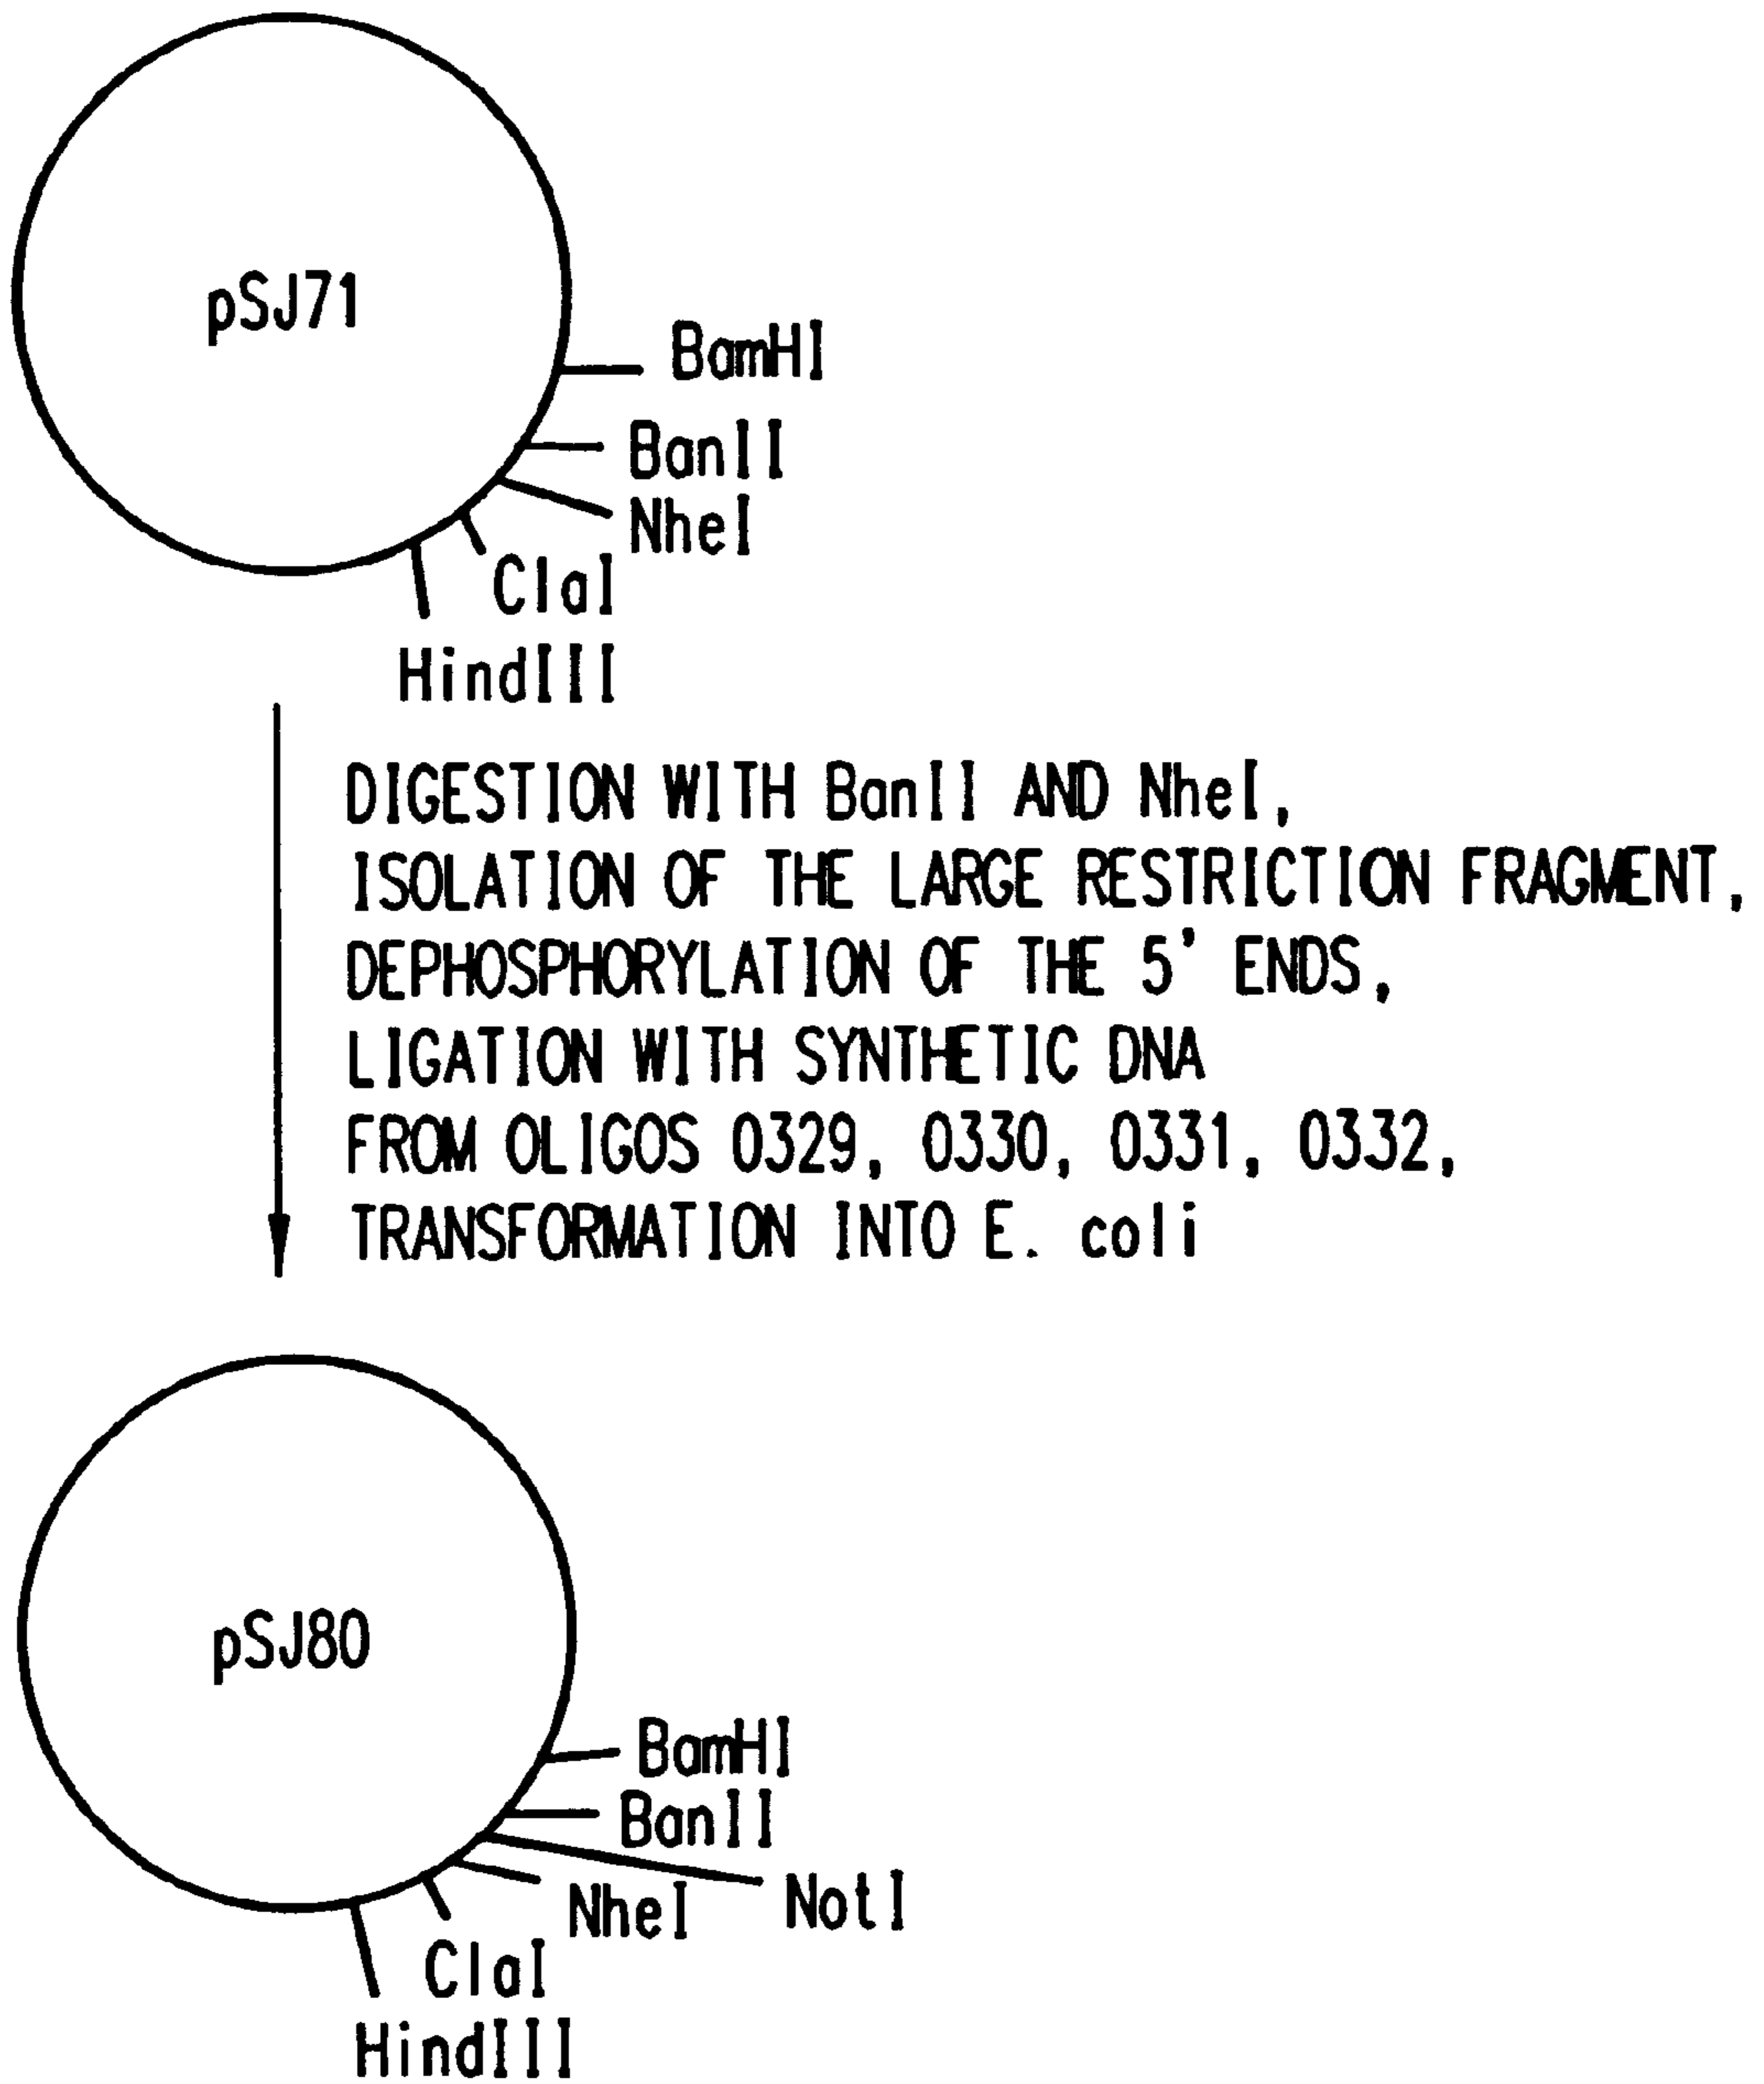 pSJ71
BamHI
BanII
NheI
ClaI
HindIII
DIGESTION WITH BanII AND NheI,
ISOLATION OF THE LARGE RESTRICTION FRAGMENT,
DEPHOSPHORYLATION OF THE 5' ENDS,
LIGATION WITH SYNTHETIC DNA
FROM OLIGOS 0329, 0330, 0331, 0332,
TRANSFORMATION INTO E. coli
pSJ80
BamHI
BanII
NheI NotI
ClaI
HindIII